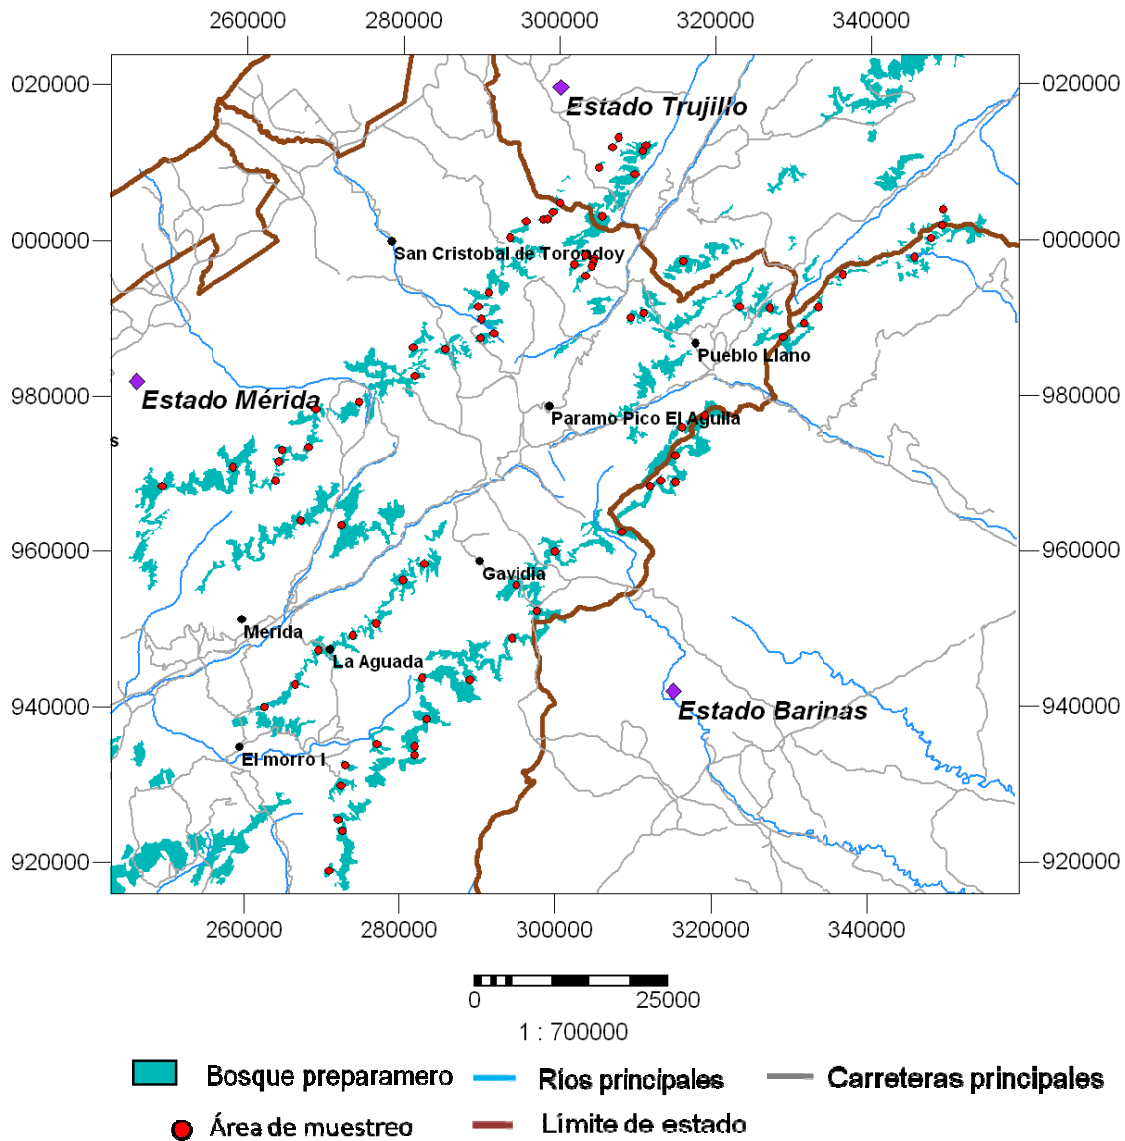 260000 280000 300000 320000 340000
020000 020000
Estado Trujillo
000000 000000
San Cristobal de Torondoy
Pueblo Llano
980000 980000
Estado Mérida
Paramo Pico El Aguila
s
960000 960000
Gavidia
Merida
La Aguada
940000 940000
Estado Barinas
El morro I
920000 920000
260000 280000 300000 320000 340000
0 25000
1 : 700000
Bosque preparamero Ríos principales Carreteras principales
Área de muestreo Límite de estado